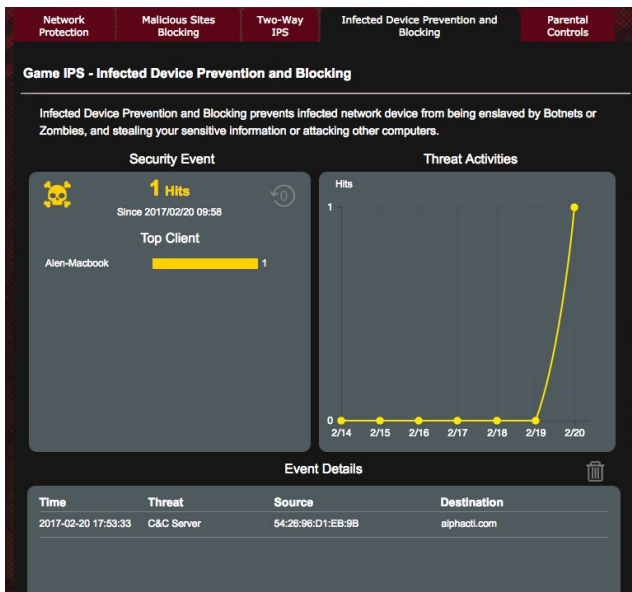 Network Protection
Malicious Sites Blocking
Two-Way IPS
Infected Device Prevention and Blocking
Parental Controls
Game IPS - Infected Device Prevention and Blocking
Infected Device Prevention and Blocking prevents infected network device from being enslaved by Botnets or
Zombies, and stealing your sensitive information or attacking other computers.
Security Event
1 Hits
0
Since 2017/02/20 09:58
Top Client
Alen-Macbook 1
Threat Activities
Hits
1
0
2/14 2/15 2/16 2/17 2/18 2/19 2/20
Event Details
Time Threat Source Destination
2017-02-20 17:53:33 C&C Server 54:26:96:D1:EB:9B alphacti.com